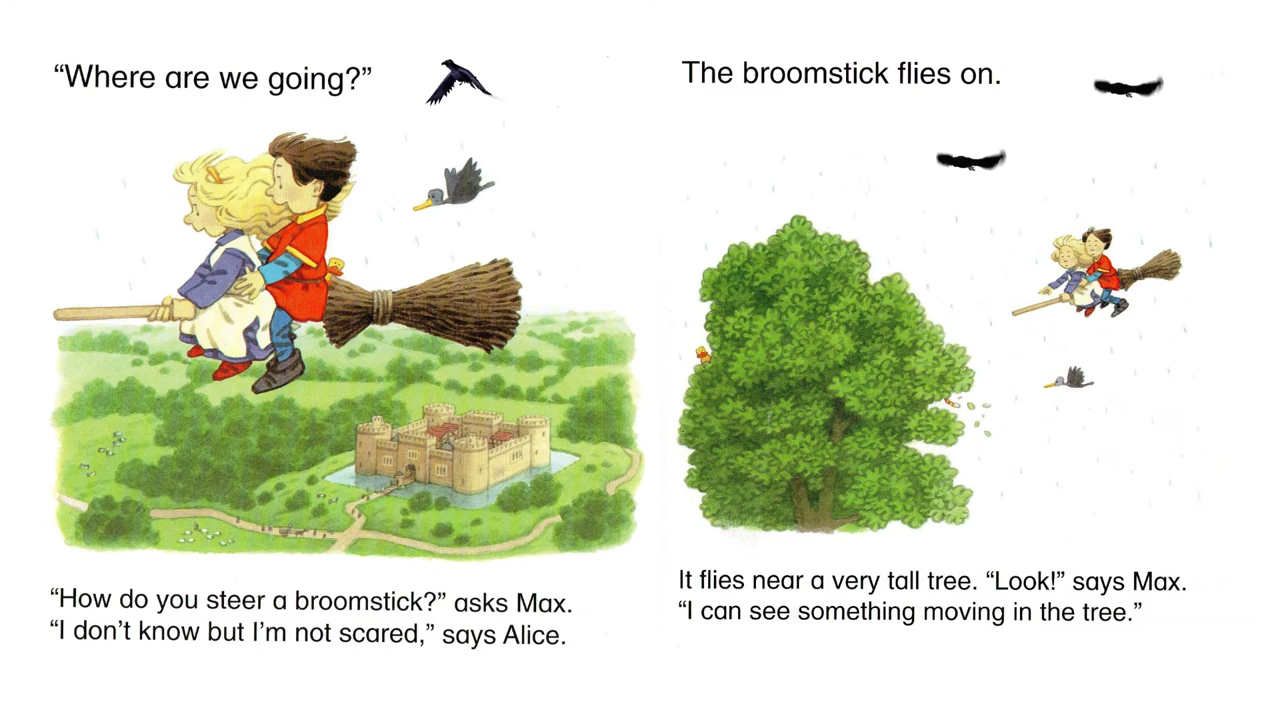 “Where are we going?”
“How do you steer a broomstick?” asks Max.
“I don’t know but I’m not scared,” says Alice.
The broomstick flies on.
It flies near a very tall tree. “Look!” says Max.
“I can see something moving in the tree.”